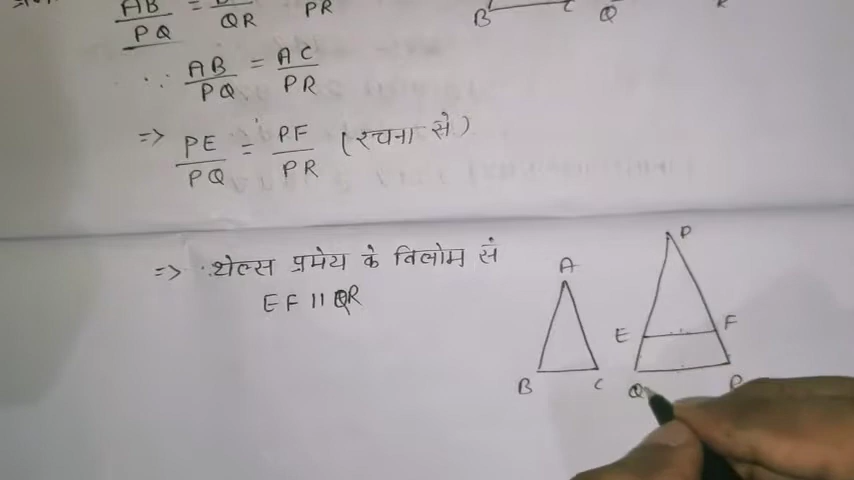 AB/PQ = /QR PR
B C Q R
∵ AB/PQ = AC/PR
=> PE/PQ = PF/PR (रचना से)
=> थेल्स प्रमेय के विलोम सें
EF || QR
A P
E F
B C Q R